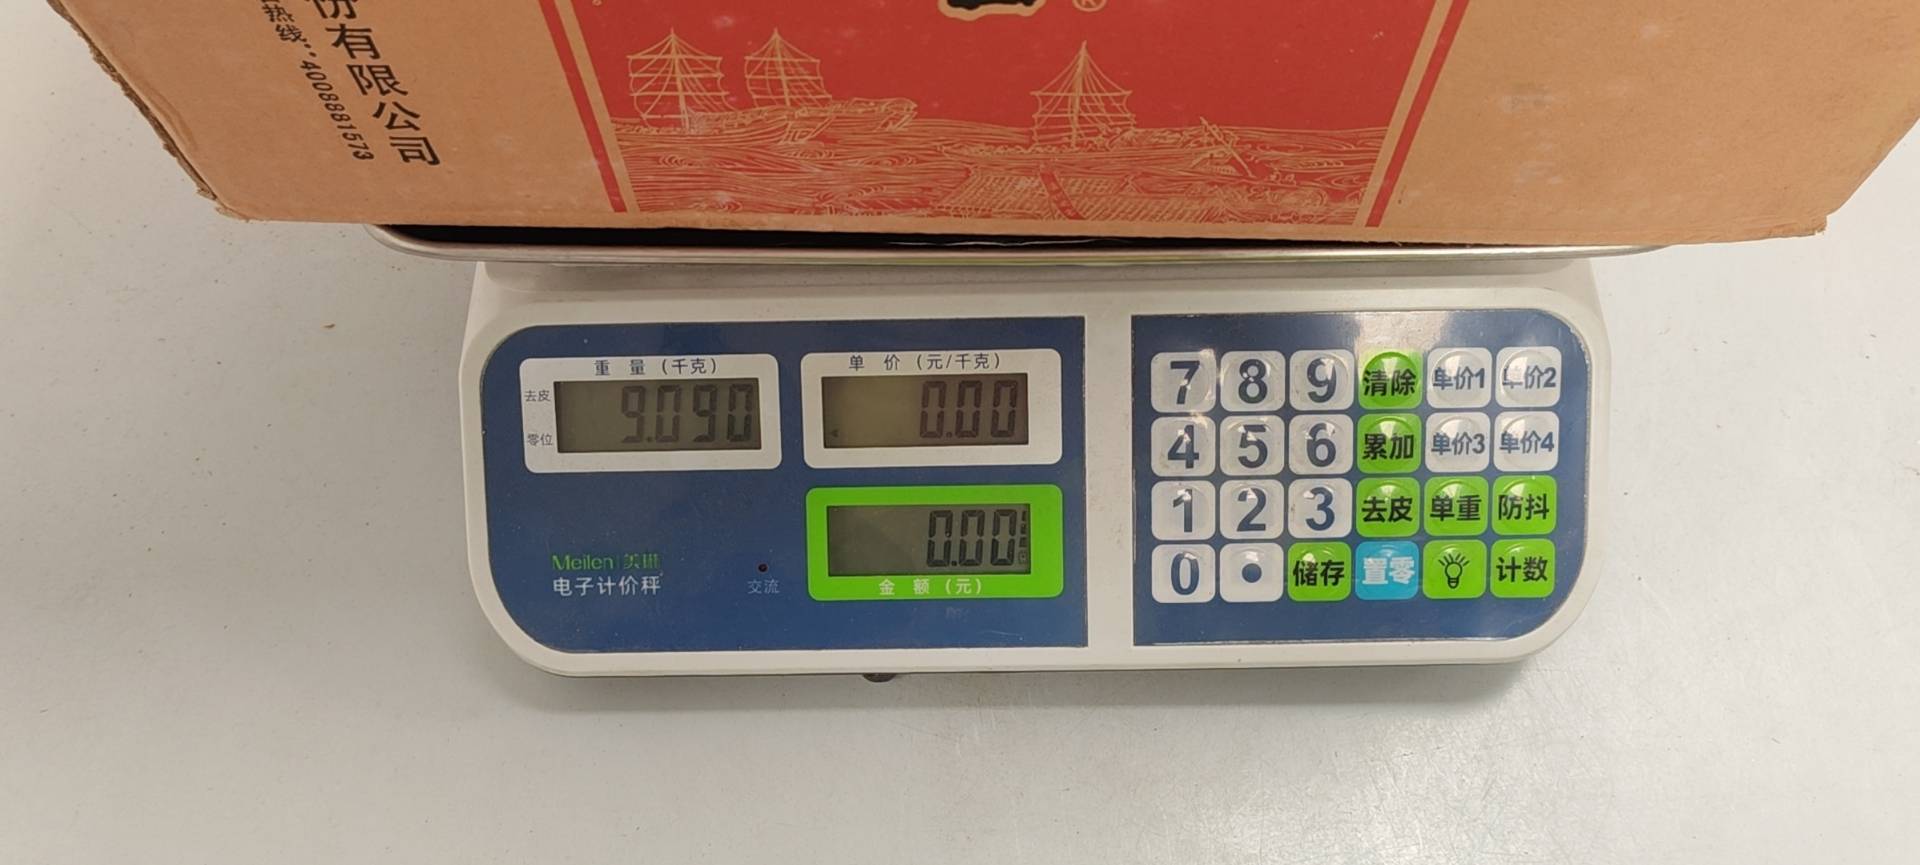 份有限公司
热线:4008881573
®
重 量 (千克)
去皮
零位
9.090
单 价 (元/千克)
0.00
0.00
金 额 (元)
Meilen 美璡
电子计价秤
交流
7 8 9 清除 单价1 单价2
4 5 6 累加 单价3 单价4
1 2 3 去皮 单重 防抖
0 • 储存 置零 计数